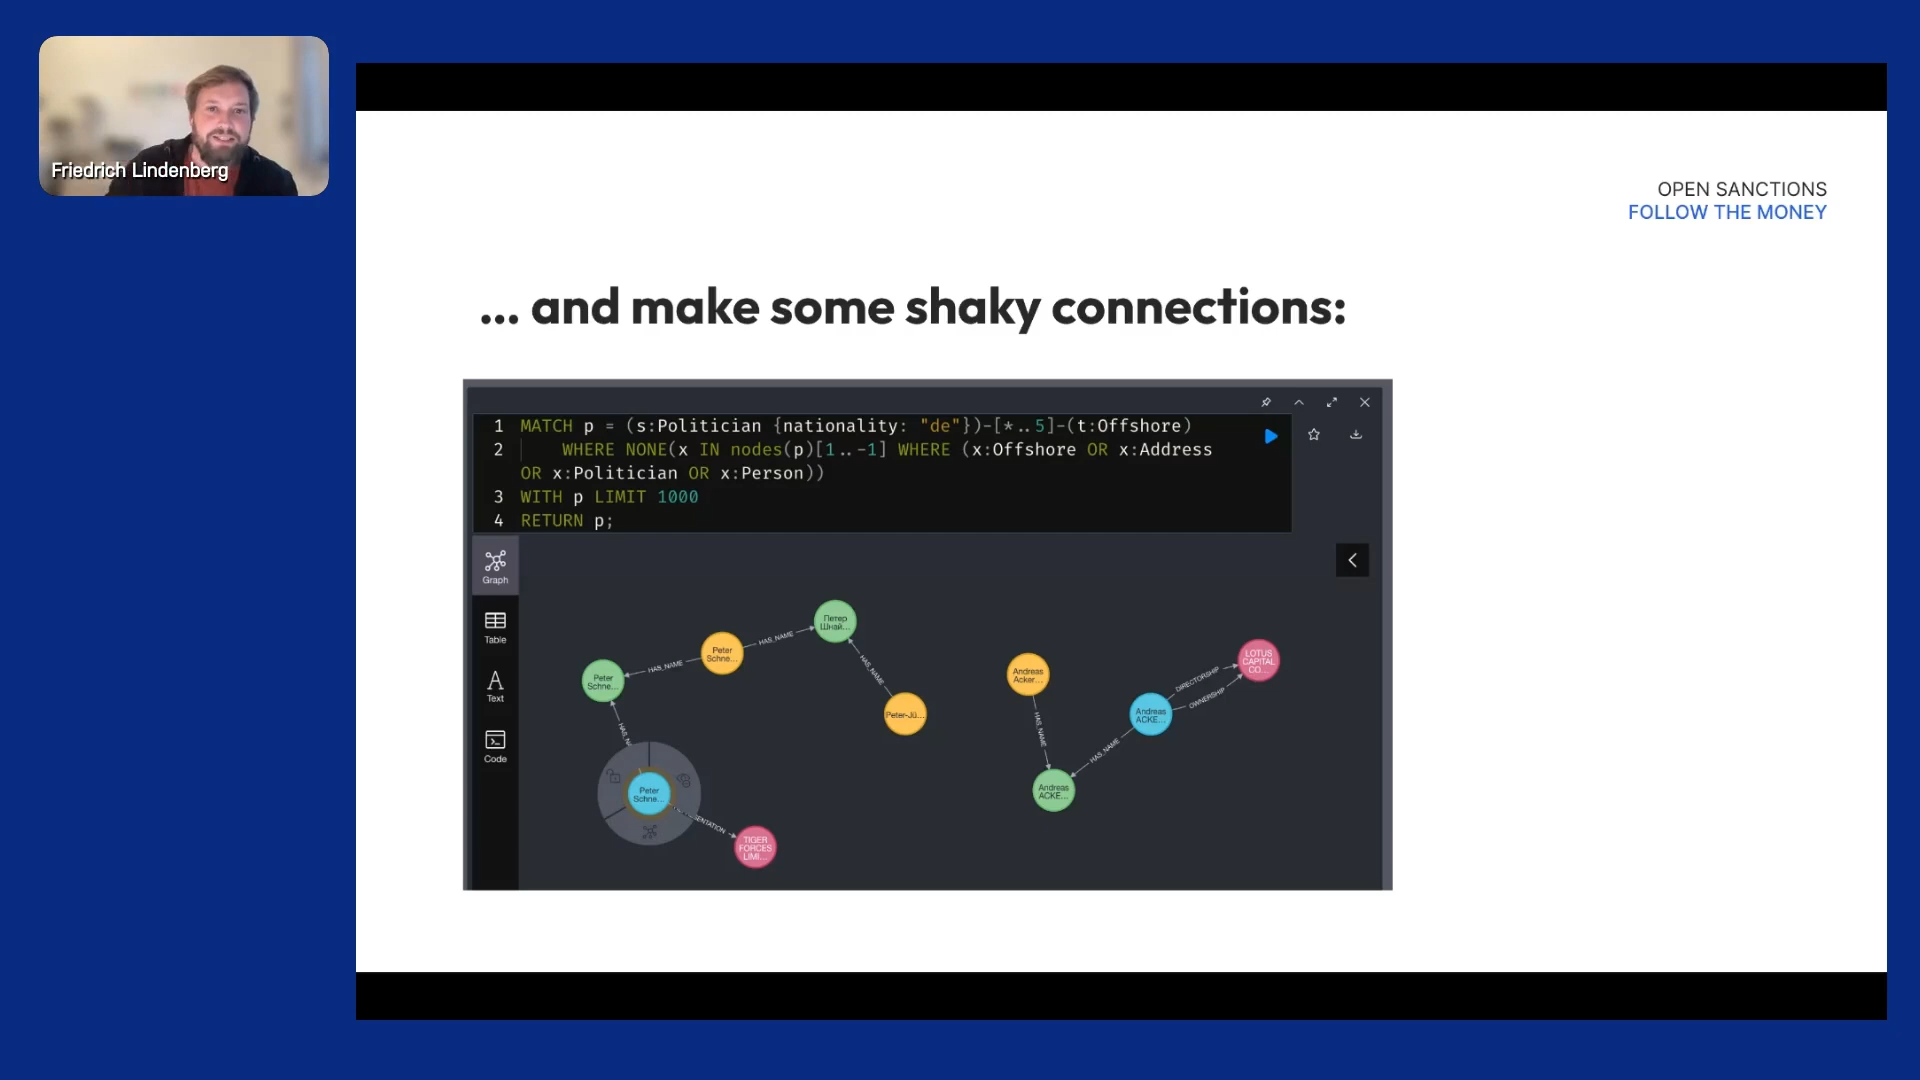 Friedrich Lindenberg
OPEN SANCTIONS
FOLLOW THE MONEY
... and make some shaky connections:
1 MATCH p = (s:Politician {nationality: "de"})-[*..5]-(t:Offshore)
2 WHERE NONE(x IN nodes(p)[1..-1] WHERE (x:Offshore OR x:Address
OR x:Politician OR x:Person))
3 WITH p LIMIT 1000
4 RETURN p;
Graph
Table
Text
Code
Петер
Шнай...
HAS_NAME
Peter
Schne...
HAS_NAME
Peter
Schne...
HAS_NAME
Peter-Jü...
Peter
Schne...
TIGER
FORCES
LIMI...
Andreas
Acker...
HAS_NAME
Andreas
ACKE...
HAS_NAME
Andreas
ACKE...
DIRECTORSHIP
OWNERSHIP
LOTUS
CAPITAL
CO...